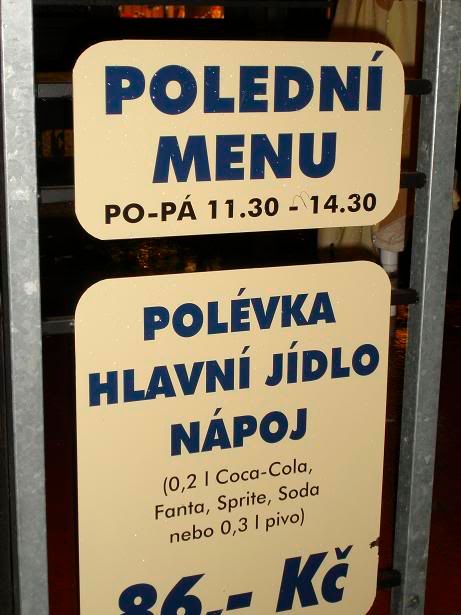 POLEDNÍ
MENU
PO-PÁ 11.30 - 14.30
POLÉVKA
HLAVNÍ JÍDLO
NÁPOJ
(0,2 l Coca-Cola,
Fanta, Sprite, Soda
nebo 0,3 l pivo)
86,- Kč